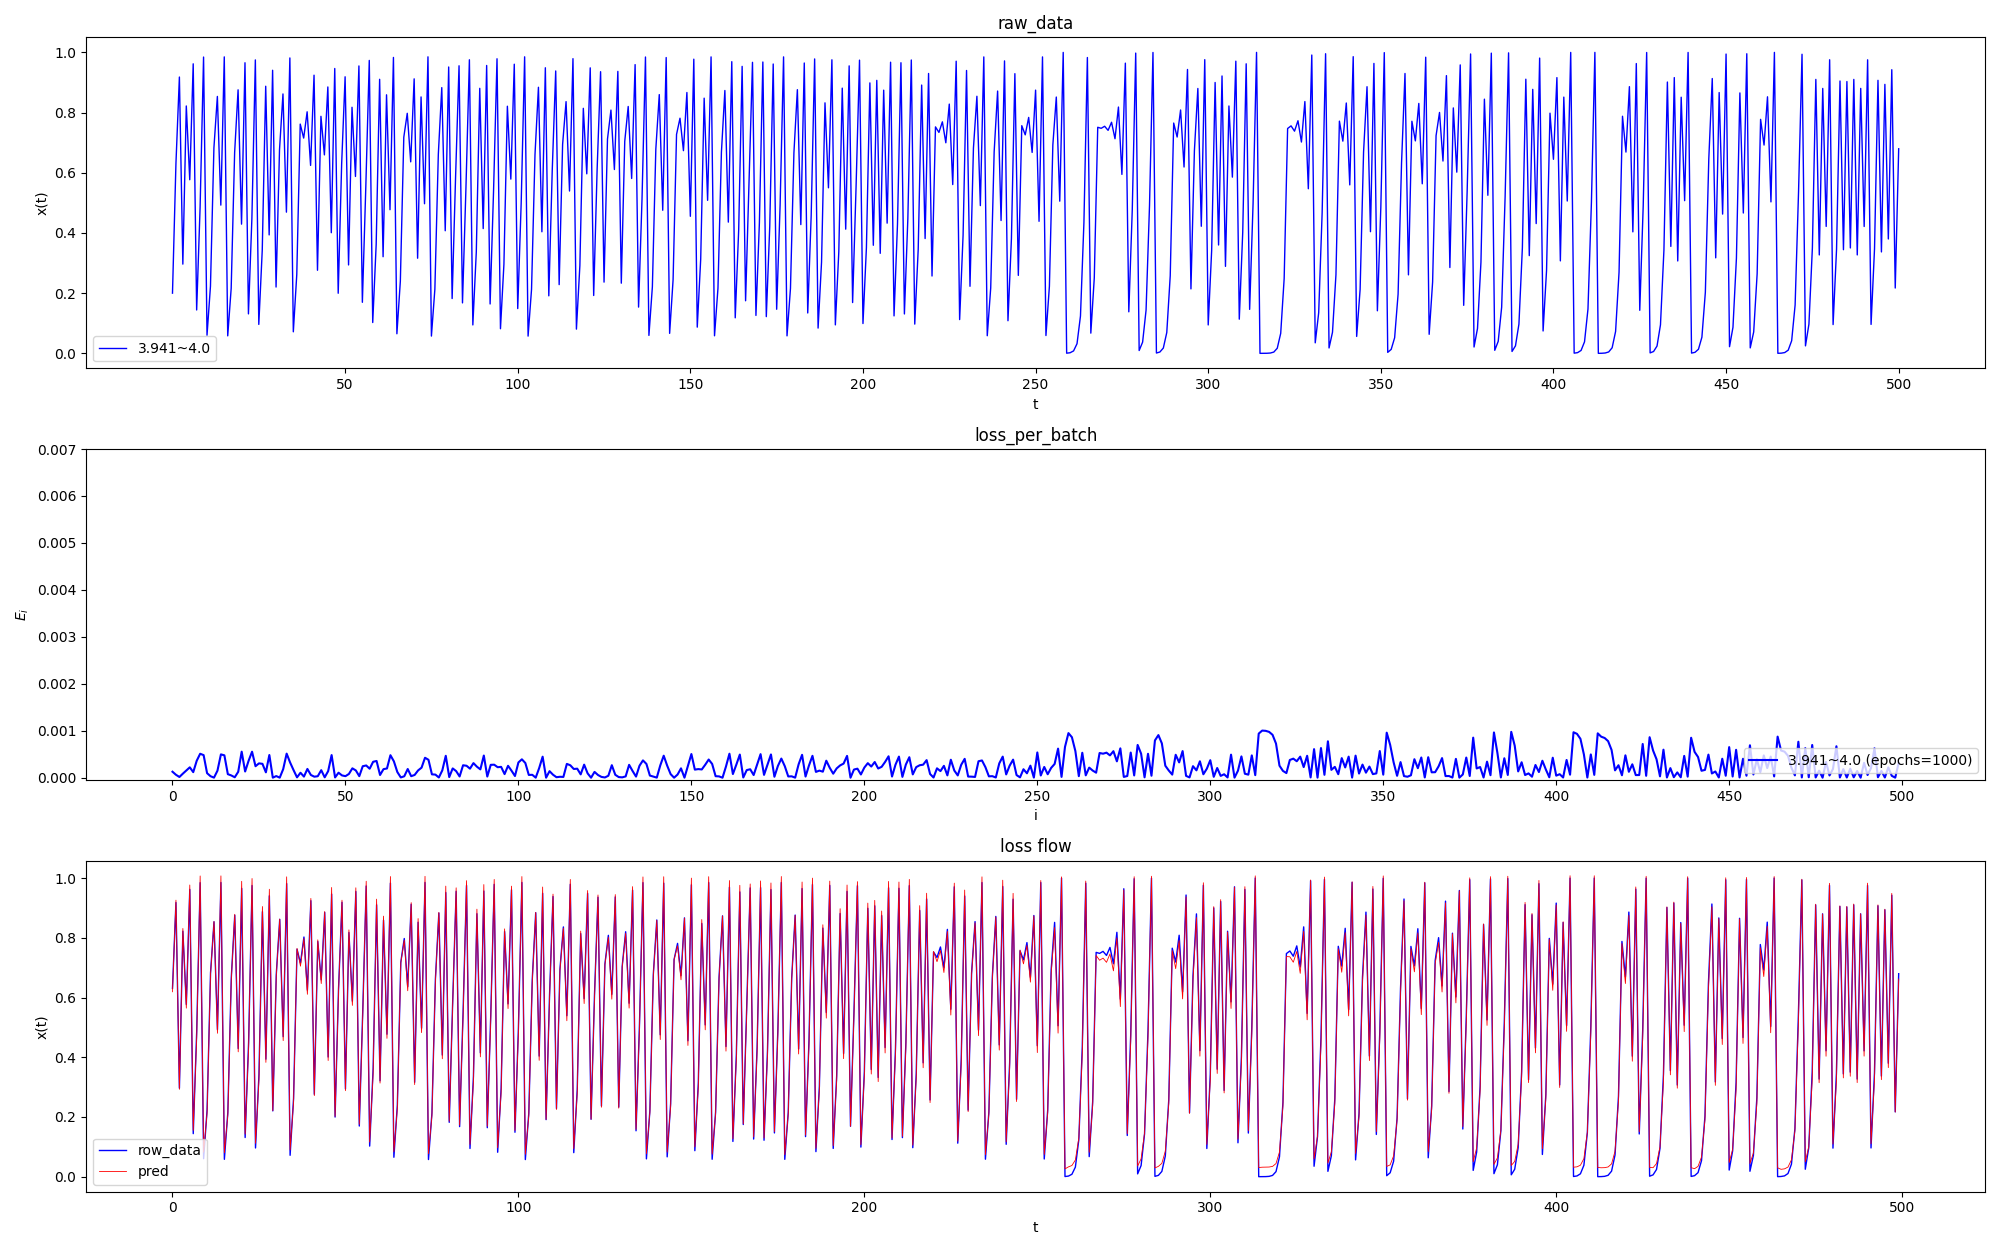 raw_data
1.0
0.8
0.6
0.4
0.2
0.0
x(t)
3.941~4.0
50 100 150 200 250 300 350 400 450 500
t
loss_per_batch
0.007
0.006
0.005
0.004
0.003
0.002
0.001
0.000
E_i
3.941~4.0 (epochs=1000)
0 50 100 150 200 250 300 350 400 450 500
i
loss flow
1.0
0.8
0.6
0.4
0.2
0.0
x(t)
row_data
pred
0 100 200 300 400 500
t